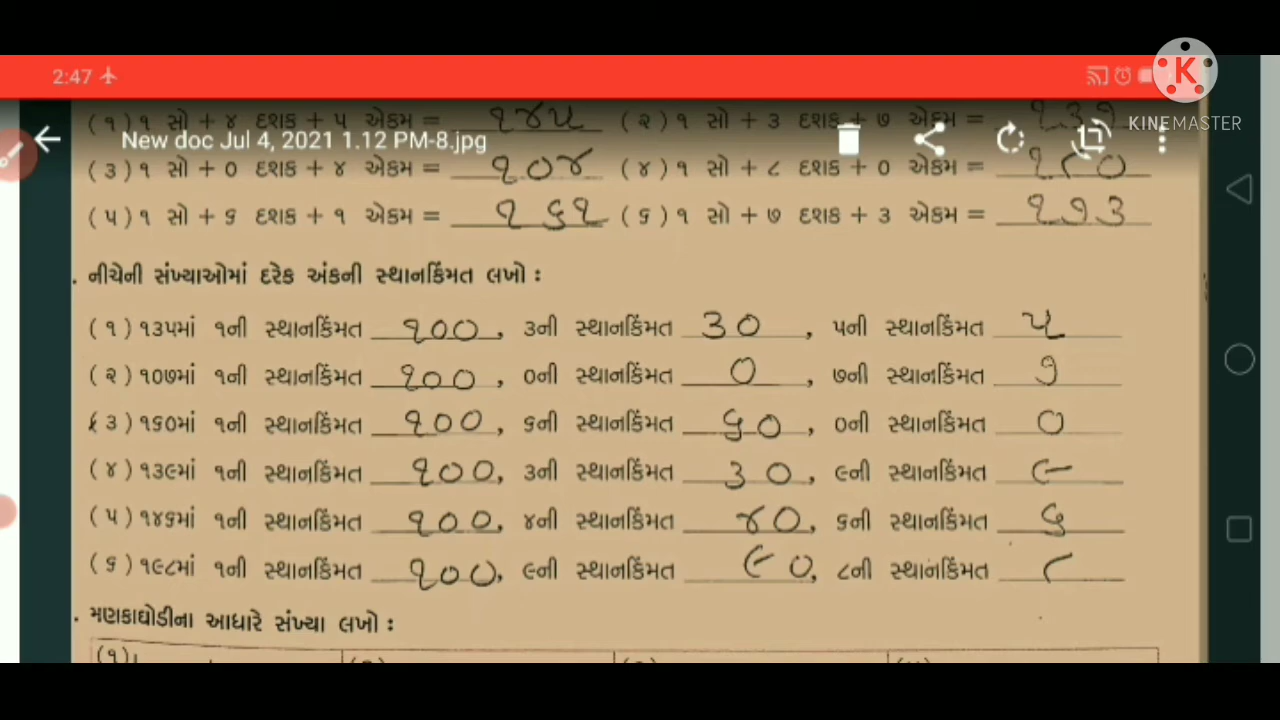 2:47
K
KINEMASTER
New doc Jul 4, 2021 1.12 PM-8.jpg
(૧) ૧ સો + ૪ દશક + ૫ એકમ = ૧૪૫ (૨) ૧ સો + ૩ દશક + ૭ એકમ = ૧૩૭
(૩) ૧ સો + ૦ દશક + ૪ એકમ = ૧૦૪ (૪) ૧ સો + ૮ દશક + ૦ એકમ = ૧૮૦
(૫) ૧ સો + ૬ દશક + ૧ એકમ = ૧૬૧ (૬) ૧ સો + ૭ દશક + ૩ એકમ = ૧૭૩
. નીચેની સંખ્યાઓમાં દરેક અંકની સ્થાનકિંમત લખો :
(૧) ૧૩૫માં ૧ની સ્થાનકિંમત ૧૦૦, ૩ની સ્થાનકિંમત ૩૦, ૫ની સ્થાનકિંમત ૫
(૨) ૧૦૭માં ૧ની સ્થાનકિંમત ૧૦૦, ૦ની સ્થાનકિંમત ૦, ૭ની સ્થાનકિંમત ૭
(૩) ૧૬૦માં ૧ની સ્થાનકિંમત ૧૦૦, ૬ની સ્થાનકિંમત ૬૦, ૦ની સ્થાનકિંમત ૦
(૪) ૧૩૯માં ૧ની સ્થાનકિંમત ૧૦૦, ૩ની સ્થાનકિંમત ૩૦, ૯ની સ્થાનકિંમત ૯
(૫) ૧૪૬માં ૧ની સ્થાનકિંમત ૧૦૦, ૪ની સ્થાનકિંમત ૪૦, ૬ની સ્થાનકિંમત ૬
(૬) ૧૯૮માં ૧ની સ્થાનકિંમત ૧૦૦, ૯ની સ્થાનકિંમત ૯૦, ૮ની સ્થાનકિંમત ૮
. મણકાઘોડીના આધારે સંખ્યા લખો :
(૧)